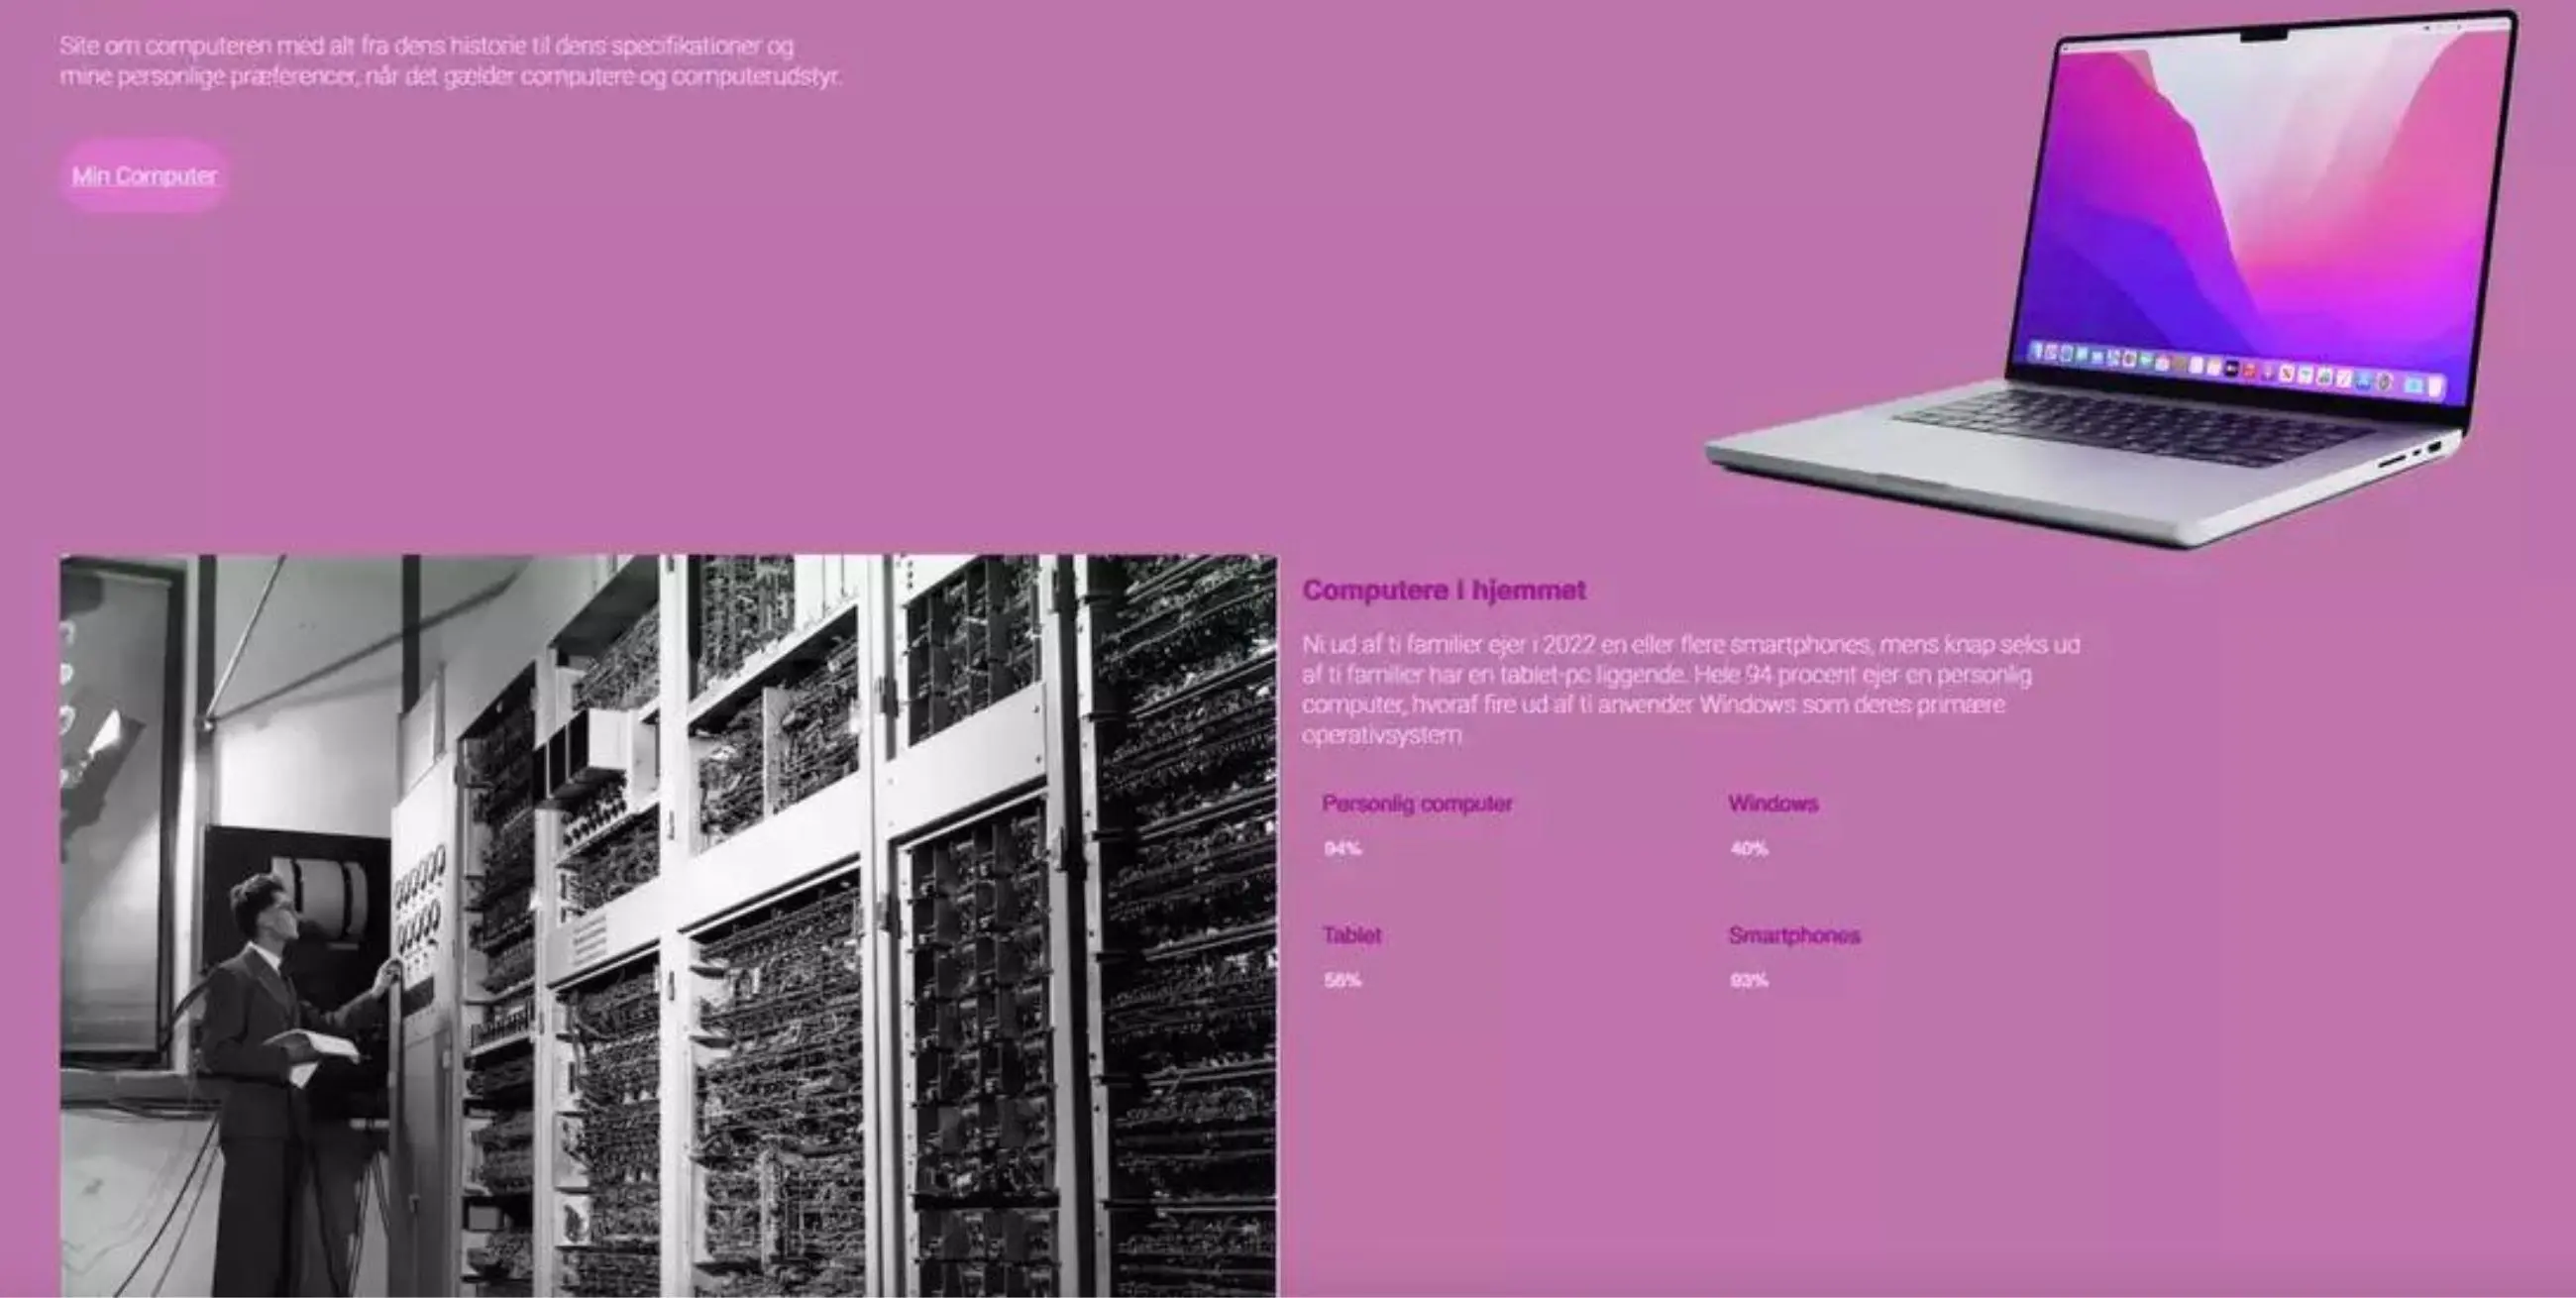 Site om computeren med alt fra dens historie til dens specifikationer og
mine personlige præferencer, når det gælder computere og computerudstyr.
Min Computer
Computere i hjemmet
Ni ud af ti familier ejer i 2022 en eller flere smartphones, mens knap seks ud
af ti familier har en tablet-pc liggende. Hele 94 procent ejer en personlig
computer, hvoraf fire ud af ti anvender Windows som deres primære
operativsystem
Personlig computer
Windows
94%
40%
Tablet
Smartphones
56%
93%